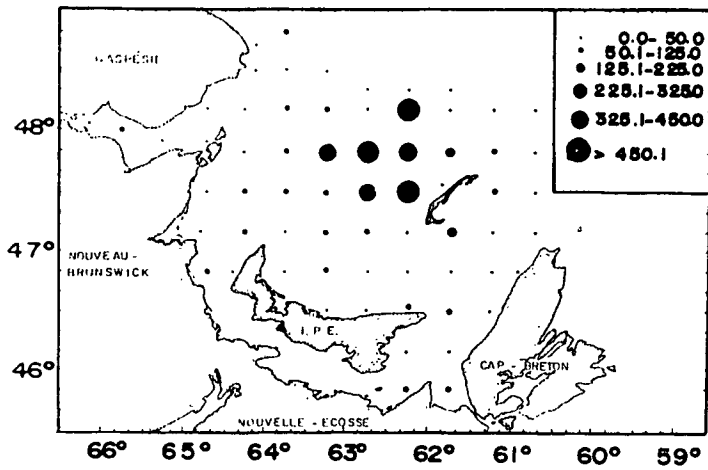 GASPÉSIE
0.0-50.0
50.1-125.0
125.1-225.0
225.1-325.0
325.1-450.0
> 450.1
48°
47°
46°
NOUVEAU-
BRUNSWICK
I.P.E.
CAP-BRETON
NOUVELLE-ECOSSE
66° 65° 64° 63° 62° 61° 60° 59°